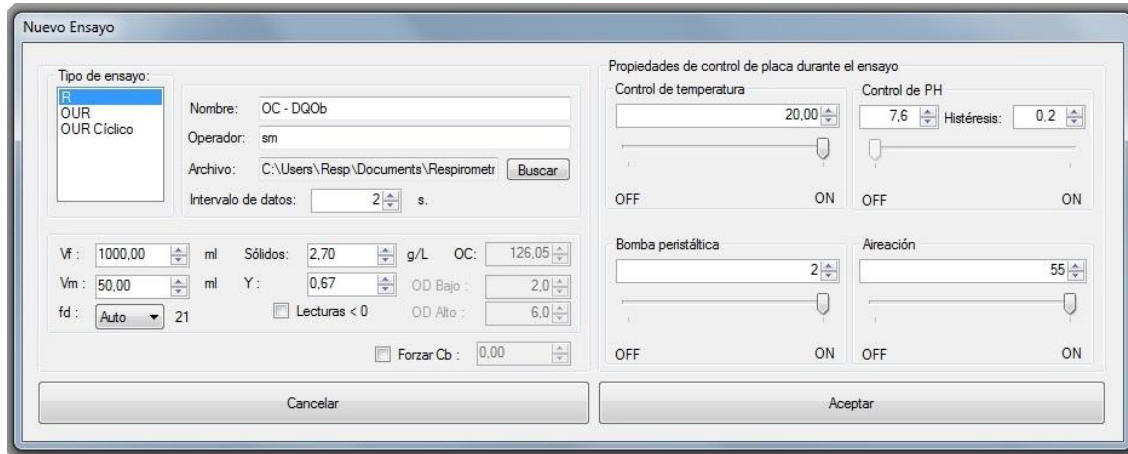 Nuevo Ensayo
Tipo de ensayo:
R
OUR
OUR Cíclico
Nombre: OC - DQOb
Operador: sm
Archivo: C:\Users\Resp\Documents\Respirometr Buscar
Intervalo de datos: 2 s.
Vf : 1000,00 ml Sólidos: 2,70 g/L OC: 126,05
Vm : 50,00 ml Y : 0,67 OD Bajo : 2,0
fd : Auto 21 Lecturas < 0 OD Alto : 6,0
Forzar Cb : 0,00
Propiedades de control de placa durante el ensayo
Control de temperatura
20,00
OFF ON
Control de PH
7,6 Histéresis: 0,2
OFF ON
Bomba peristáltica
2
OFF ON
Aireación
55
OFF ON
Cancelar Aceptar